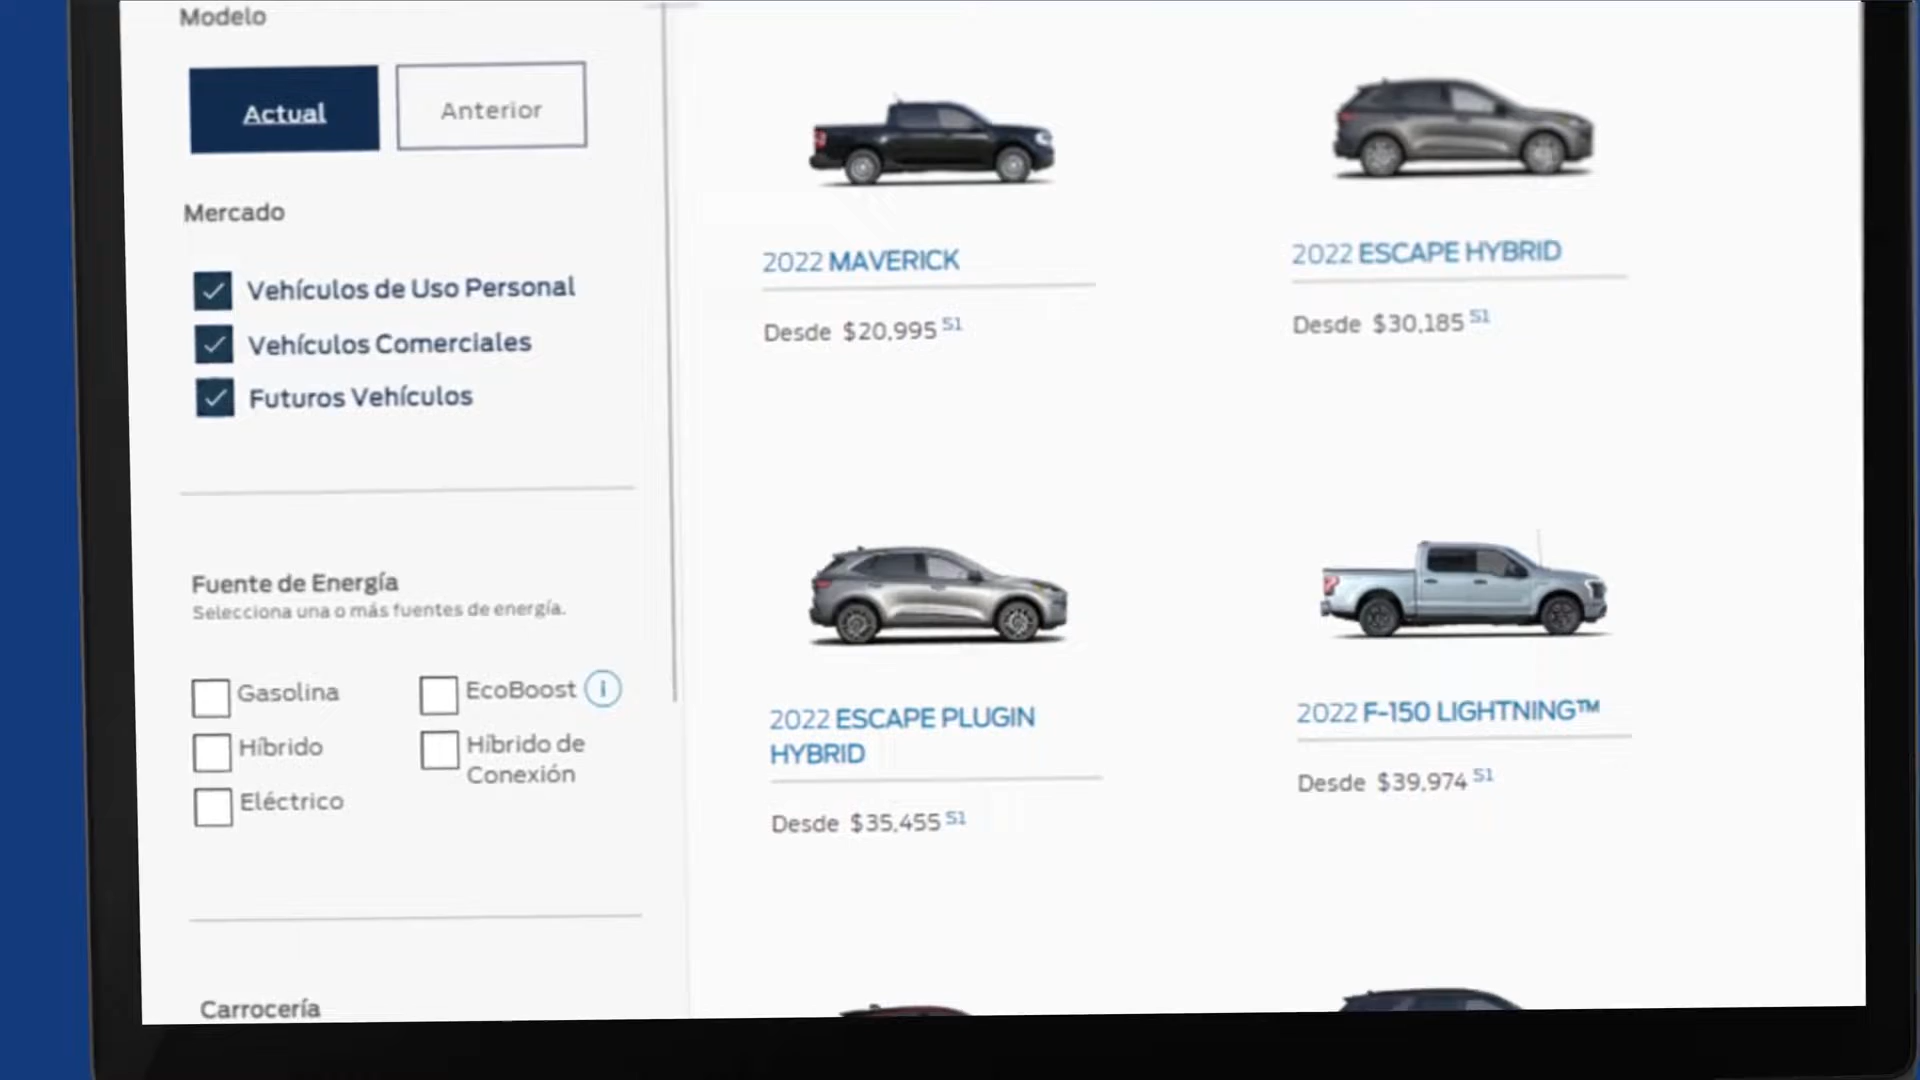 Modelo
Actual
Anterior
Mercado
Vehículos de Uso Personal
Vehículos Comerciales
Futuros Vehículos
Fuente de Energía
Selecciona una o más fuentes de energía.
Gasolina
EcoBoost i
Híbrido
Híbrido de
Conexión
Eléctrico
Carrocería
2022 MAVERICK
Desde $20,995 S1
2022 ESCAPE HYBRID
Desde $30,185 S1
2022 ESCAPE PLUGIN
HYBRID
Desde $35,455 S1
2022 F-150 LIGHTNING™
Desde $39,974 S1